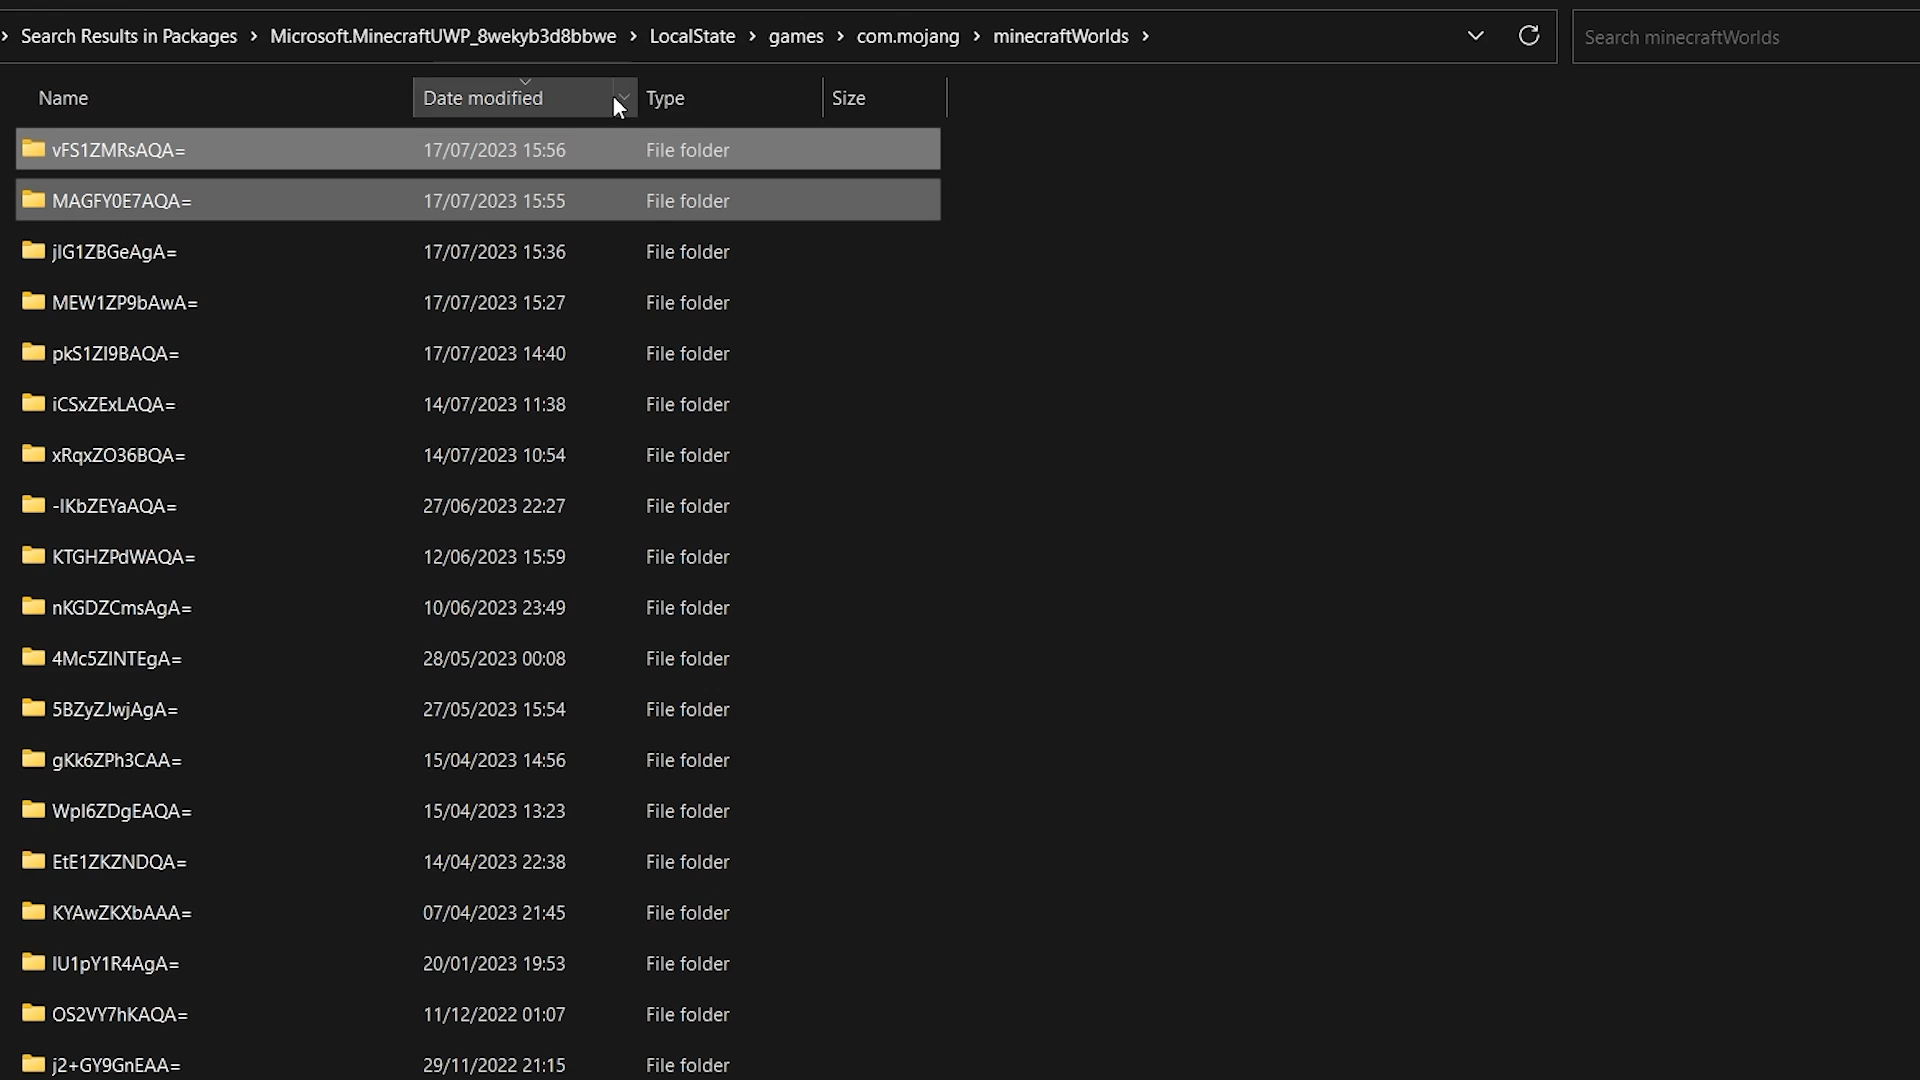 Search Results in Packages > Microsoft.MinecraftUWP_8wekyb3d8bbwe > LocalState > games > com.mojang > minecraftWorlds >
Search minecraftWorlds
Name Date modified Type Size
vFS1ZMRsAQA= 17/07/2023 15:56 File folder
MAGFY0E7AQA= 17/07/2023 15:55 File folder
jIG1ZBGeAgA= 17/07/2023 15:36 File folder
MEW1ZP9bAwA= 17/07/2023 15:27 File folder
pkS1ZI9BAQA= 17/07/2023 14:40 File folder
iCSxZExLAQA= 14/07/2023 11:38 File folder
xRqxZO36BQA= 14/07/2023 10:54 File folder
-IKbZEYaAQA= 27/06/2023 22:27 File folder
KTGHZPdWAQA= 12/06/2023 15:59 File folder
nKGDZCmsAgA= 10/06/2023 23:49 File folder
4Mc5ZINTEgA= 28/05/2023 00:08 File folder
5BZyZJwjAgA= 27/05/2023 15:54 File folder
gKk6ZPh3CAA= 15/04/2023 14:56 File folder
WpI6ZDgEAQA= 15/04/2023 13:23 File folder
EtE1ZKZNDQA= 14/04/2023 22:38 File folder
KYAwZKXbAAA= 07/04/2023 21:45 File folder
IU1pY1R4AgA= 20/01/2023 19:53 File folder
OS2VY7hKAQA= 11/12/2022 01:07 File folder
j2+GY9GnEAA= 29/11/2022 21:15 File folder